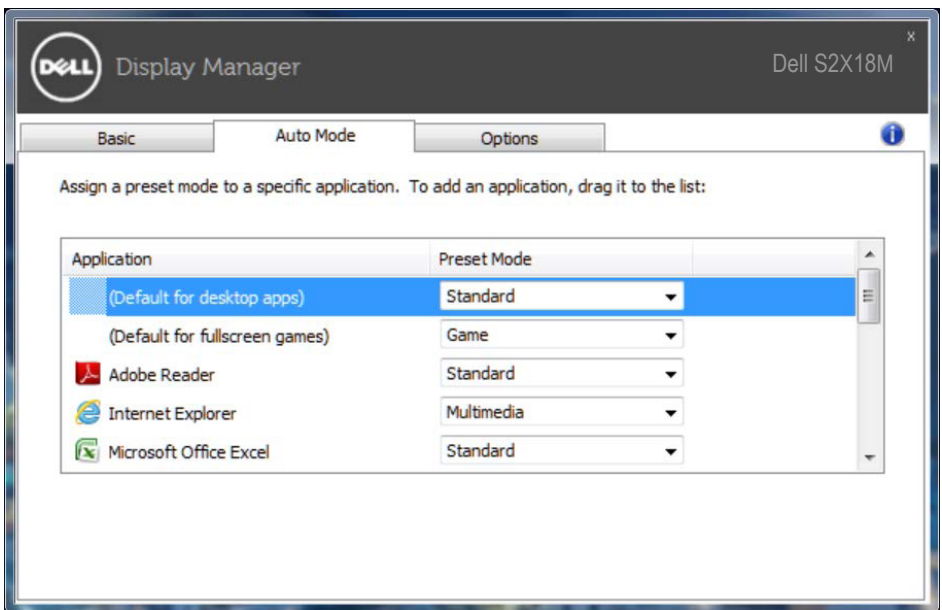 DELL
Display Manager
Dell S2X18M
x
Basic
Auto Mode
Options
i
Assign a preset mode to a specific application. To add an application, drag it to the list:
Application Preset Mode
(Default for desktop apps) Standard
(Default for fullscreen games) Game
Adobe Reader Standard
Internet Explorer Multimedia
Microsoft Office Excel Standard